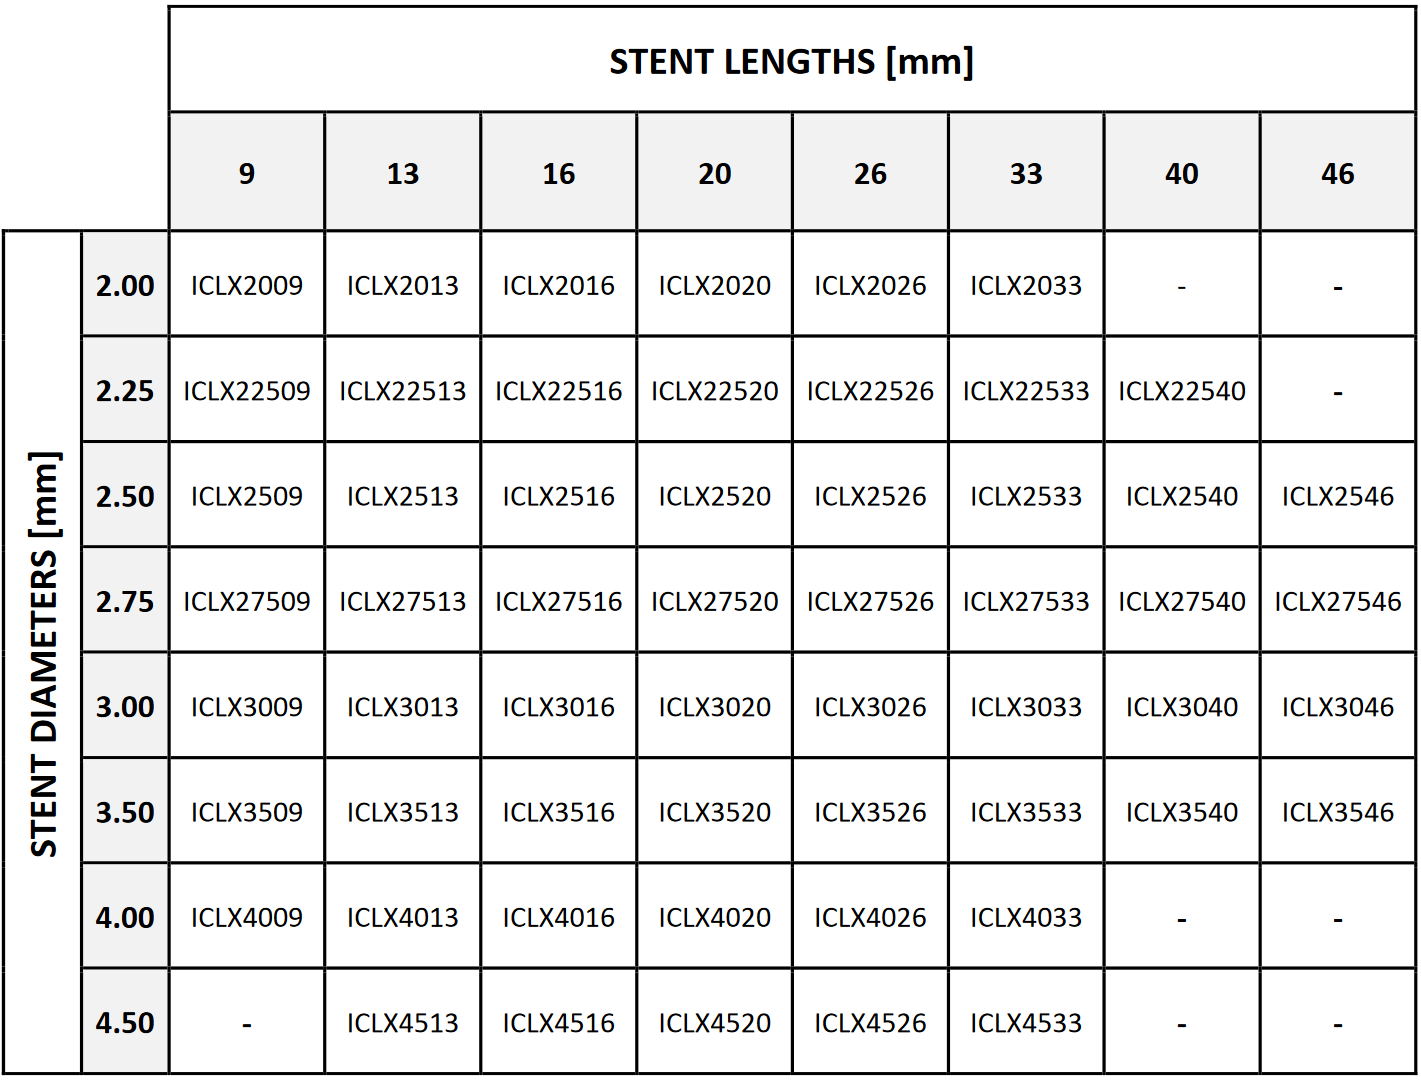 STENT LENGTHS [mm]
9 13 16 20 26 33 40 46
STENT DIAMETERS [mm]
2.00 ICLX2009 ICLX2013 ICLX2016 ICLX2020 ICLX2026 ICLX2033 - -
2.25 ICLX22509 ICLX22513 ICLX22516 ICLX22520 ICLX22526 ICLX22533 ICLX22540 -
2.50 ICLX2509 ICLX2513 ICLX2516 ICLX2520 ICLX2526 ICLX2533 ICLX2540 ICLX2546
2.75 ICLX27509 ICLX27513 ICLX27516 ICLX27520 ICLX27526 ICLX27533 ICLX27540 ICLX27546
3.00 ICLX3009 ICLX3013 ICLX3016 ICLX3020 ICLX3026 ICLX3033 ICLX3040 ICLX3046
3.50 ICLX3509 ICLX3513 ICLX3516 ICLX3520 ICLX3526 ICLX3533 ICLX3540 ICLX3546
4.00 ICLX4009 ICLX4013 ICLX4016 ICLX4020 ICLX4026 ICLX4033 - -
4.50 - ICLX4513 ICLX4516 ICLX4520 ICLX4526 ICLX4533 - -